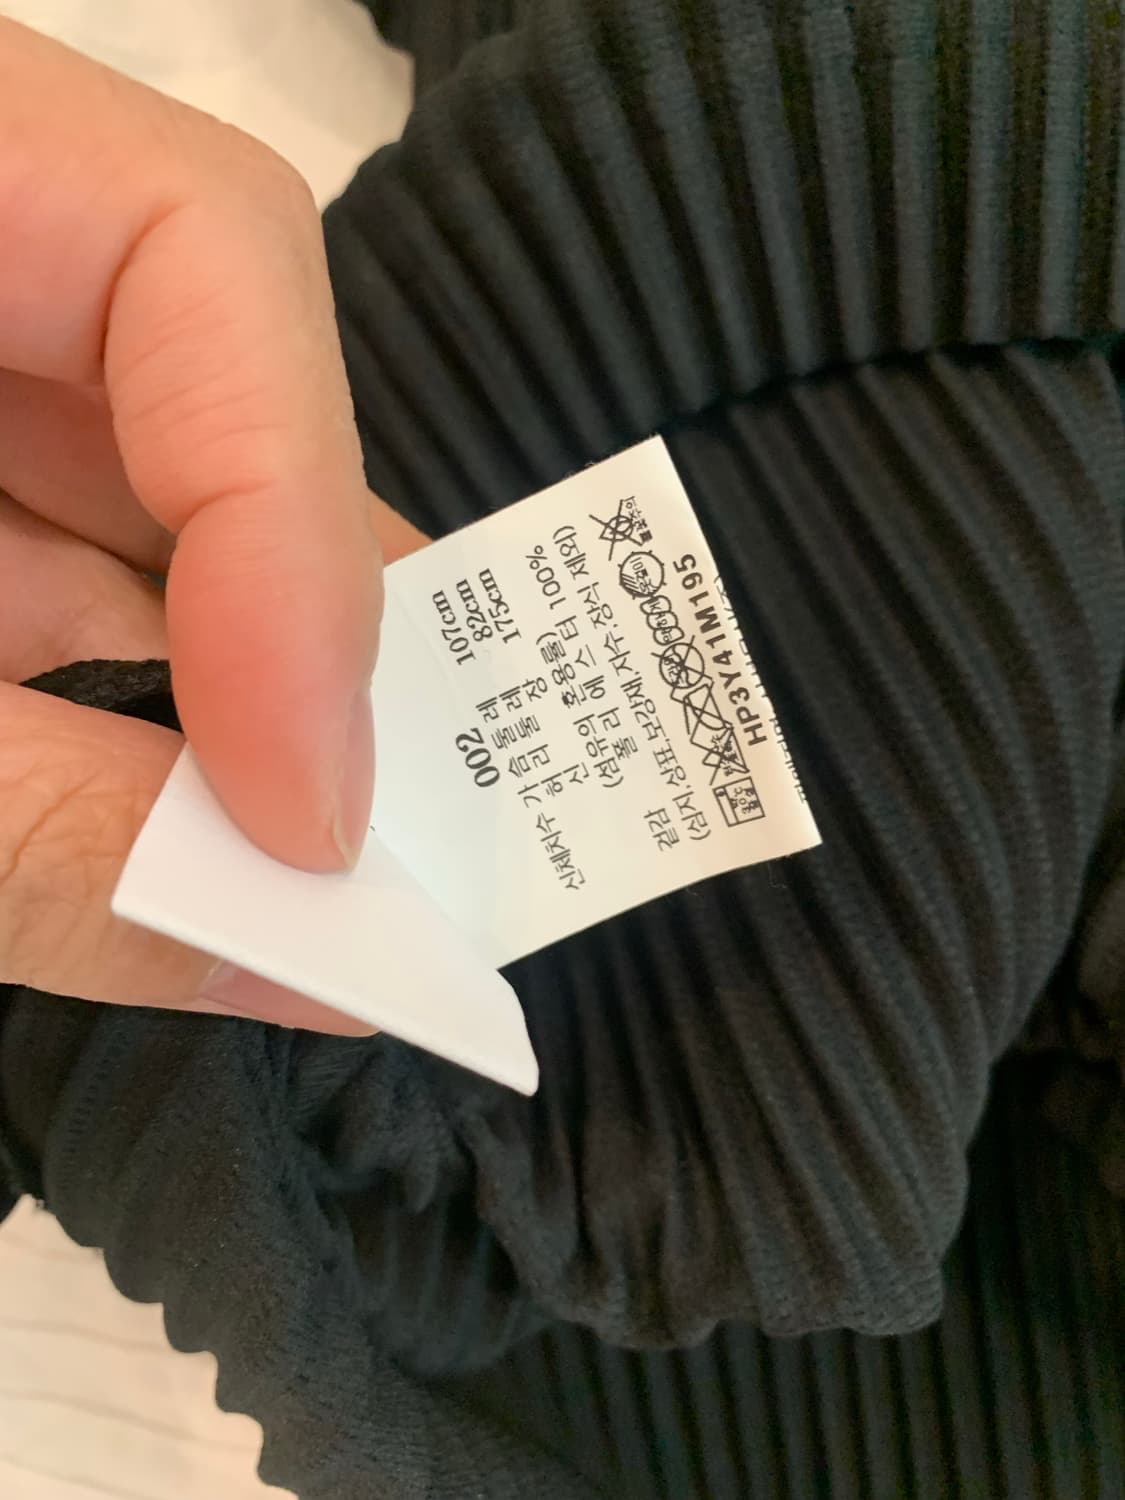 002
신체치수 가슴둘레 107cm
허리둘레 82cm
신장 175cm
(섬유의 혼용률)
겉감 폴리에스터 100%
(심지.상표.보강재.자수.장식 제외)
HP3Y41M195